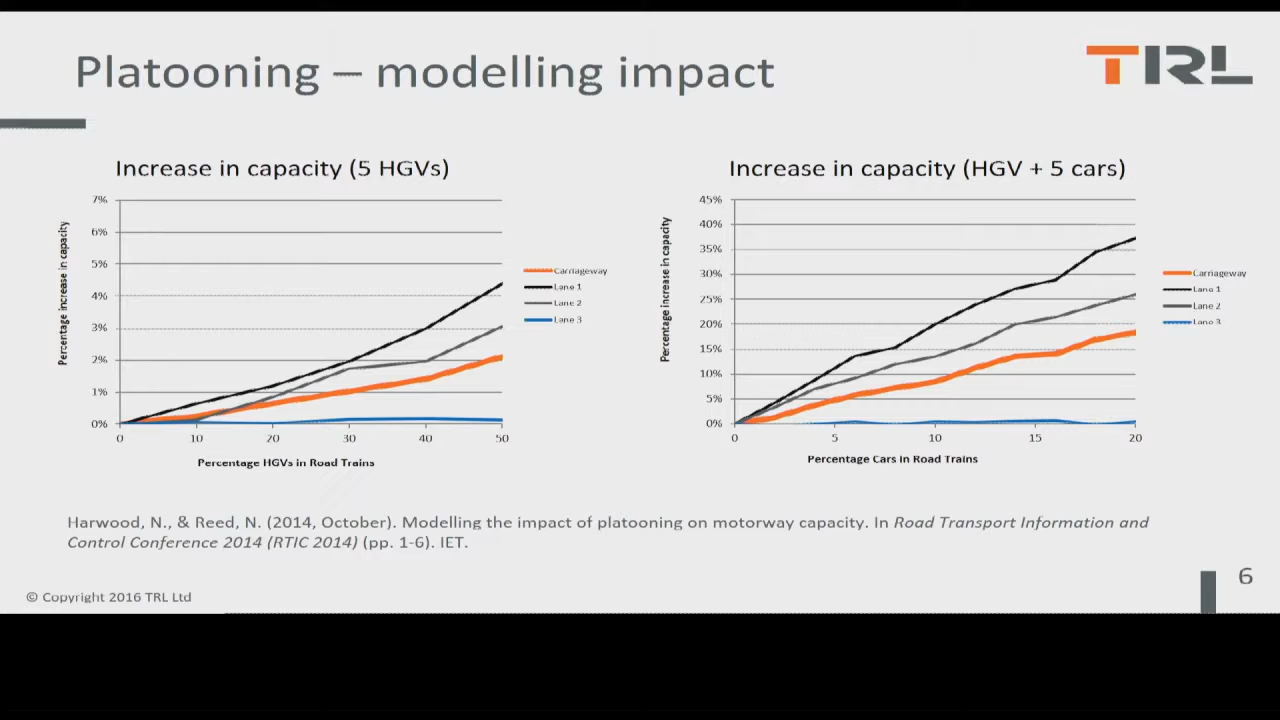 Platooning – modelling impact
TRL
Increase in capacity (5 HGVs)
Percentage increase in capacity
7%
6%
5%
4%
3%
2%
1%
0%
0 10 20 30 40 50
Percentage HGVs in Road Trains
Carriageway
Lane 1
Lane 2
Lane 3
Increase in capacity (HGV + 5 cars)
Percentage increase in capacity
45%
40%
35%
30%
25%
20%
15%
10%
5%
0%
0 5 10 15 20
Percentage Cars in Road Trains
Carriageway
Lane 1
Lane 2
Lane 3
Harwood, N., & Reed, N. (2014, October). Modelling the impact of platooning on motorway capacity. In Road Transport Information and
Control Conference 2014 (RTIC 2014) (pp. 1-6). IET.
© Copyright 2016 TRL Ltd
6